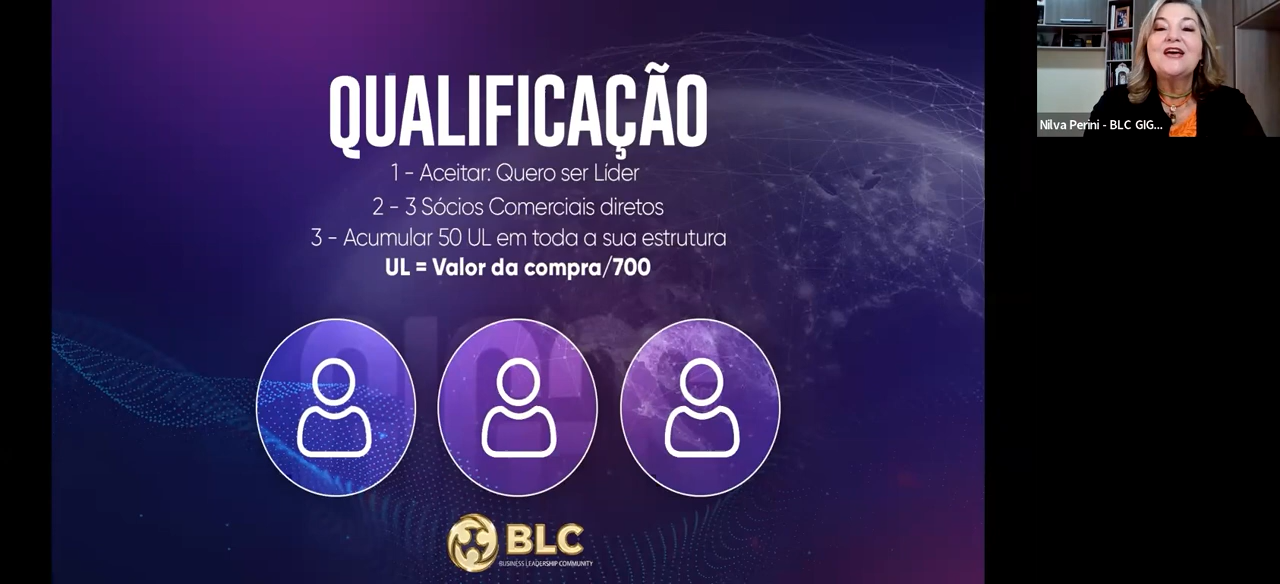 QUALIFICAÇÃO
1 - Aceitar: Quero ser Líder
2 - 3 Sócios Comerciais diretos
3 - Acumular 50 UL em toda a sua estrutura
UL = Valor da compra/700
BLC
BUSINESS LEADERSHIP COMMUNITY
Nilva Perini - BLC GIG...